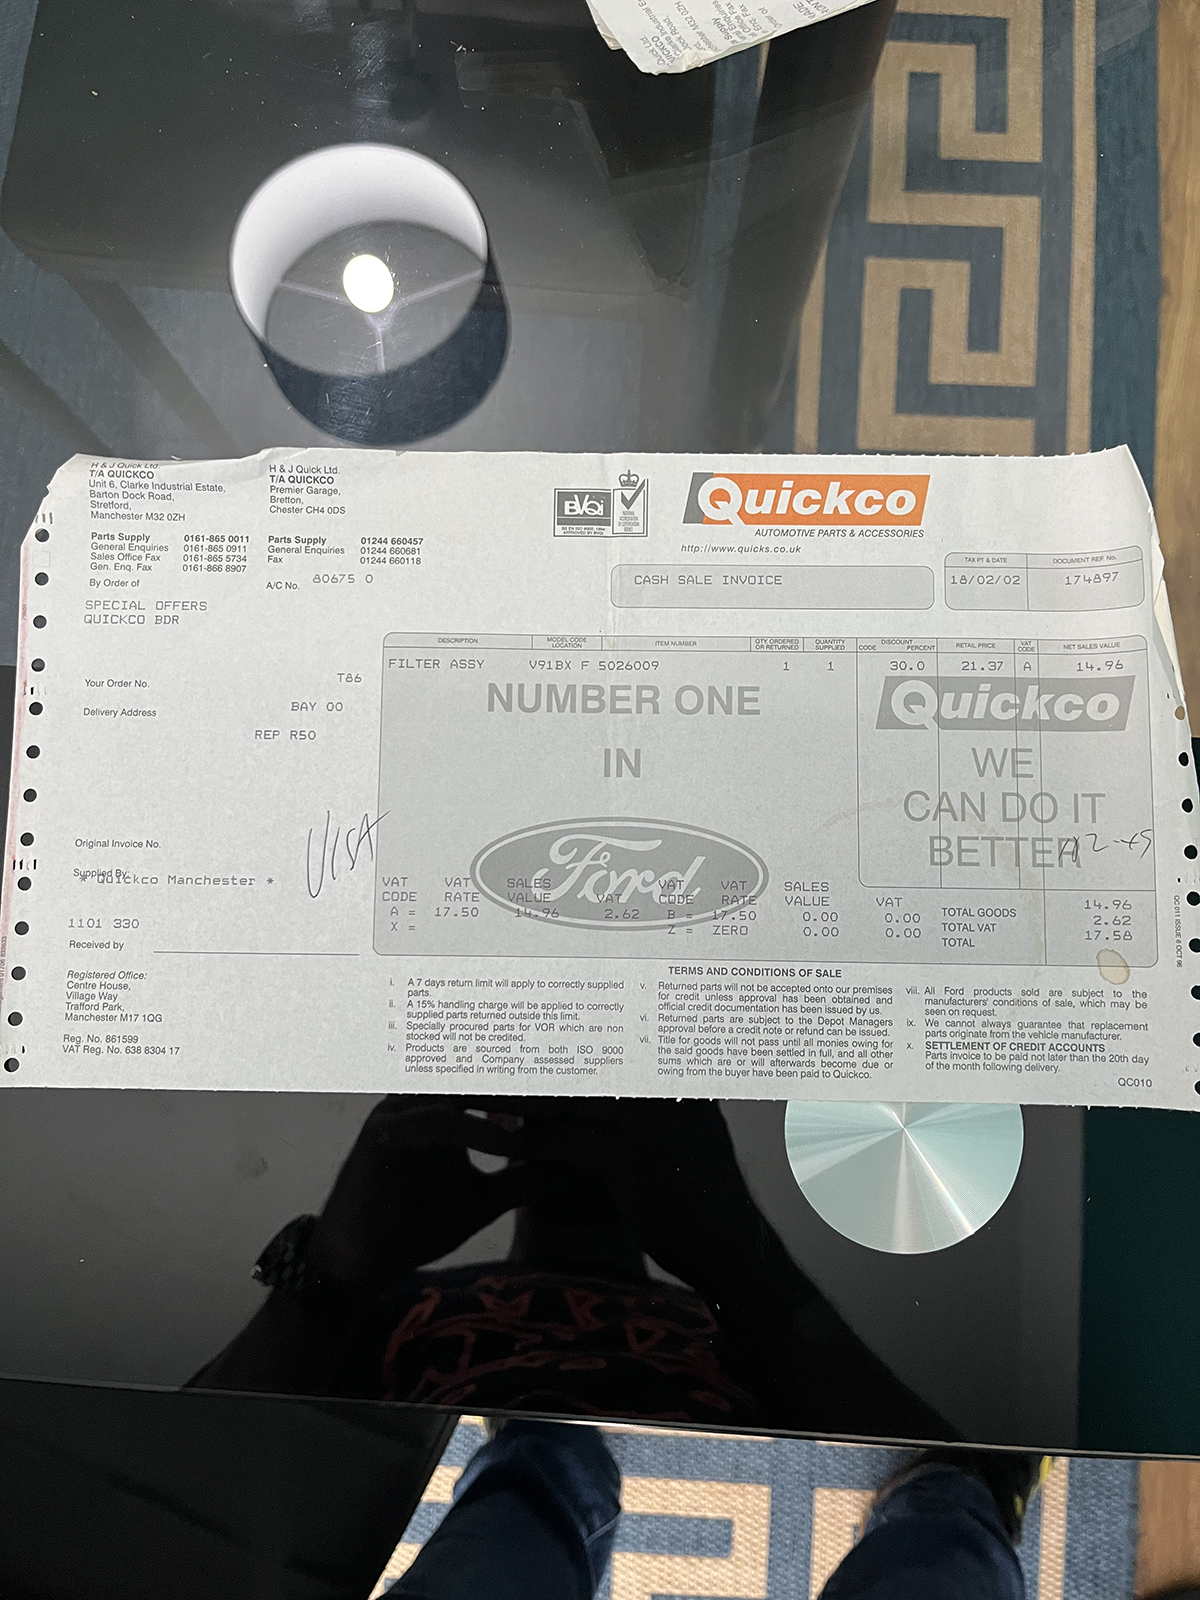 H & J Quick Ltd.
T/A QUICKCO
Unit 6, Clarke Industrial Estate,
Barton Dock Road,
Stretford,
Manchester M32 0ZH
Parts Supply 0161-865 0011
General Enquiries 0161-865 0911
Sales Office Fax 0161-865 5734
Gen. Enq. Fax 0161-866 8907
By Order of
H & J Quick Ltd.
T/A QUICKCO
Premier Garage,
Bretton,
Chester CH4 0DS
Parts Supply 01244 660457
General Enquiries 01244 660681
Fax 01244 660118
A/C No. 80675 0
BVQi
Quickco
AUTOMOTIVE PARTS & ACCESSORIES
http://www.quicks.co.uk
CASH SALE INVOICE
TAX PT & DATE DOCUMENT REF. No.
18/02/02 174897
SPECIAL OFFERS
QUICKCO BDR
Your Order No. T86
Delivery Address BAY 00
REP R50
Original Invoice No.
VISA
Supplied By:
* Quickco Manchester *
1101 330
Received by
DESCRIPTION MODEL CODE LOCATION ITEM NUMBER QTY. ORDERED OR RETURNED QUANTITY SUPPLIED DISCOUNT CODE PERCENT RETAIL PRICE VAT CODE NET SALES VALUE
FILTER ASSY V91BX F 5026009 1 1 30.0 21.37 A 14.96
NUMBER ONE
IN
Ford
Quickco
WE
CAN DO IT
BETTER
VAT CODE VAT RATE SALES VALUE VAT VAT CODE VAT RATE SALES VALUE VAT
A = 17.50 14.96 2.62 B = 17.50 0.00 0.00
X = Z = ZERO 0.00 0.00
TOTAL GOODS 14.96
TOTAL VAT 2.62
TOTAL 17.58
Registered Office:
Centre House,
Village Way
Trafford Park,
Manchester M17 1QG
Reg. No. 861599
VAT Reg. No. 638 8304 17
TERMS AND CONDITIONS OF SALE
i. A 7 days return limit will apply to correctly supplied
parts.
ii. A 15% handling charge will be applied to correctly
supplied parts returned outside this limit.
iii. Specially procured parts for VOR which are non
stocked will not be credited.
iv. Products are sourced from both ISO 9000
approved and Company assessed suppliers
unless specified in writing from the customer.
v. Returned parts will not be accepted onto our premises
for credit unless approval has been obtained and
official credit documentation has been issued by us.
vi. Returned parts are subject to the Depot Managers
approval before a credit note or refund can be issued.
vii. Title for goods will not pass until all monies owing for
the said goods have been settled in full, and all other
sums which are or will afterwards become due or
owing from the buyer have been paid to Quickco.
viii. All Ford products sold are subject to the
manufacturers' conditions of sale, which may be
seen on request.
ix. We cannot always guarantee that replacement
parts originate from the vehicle manufacturer.
x. SETTLEMENT OF CREDIT ACCOUNTS
Parts invoice to be paid not later than the 20th day
of the month following delivery.
QC010
QC 011 ISSUE 6 OCT 96